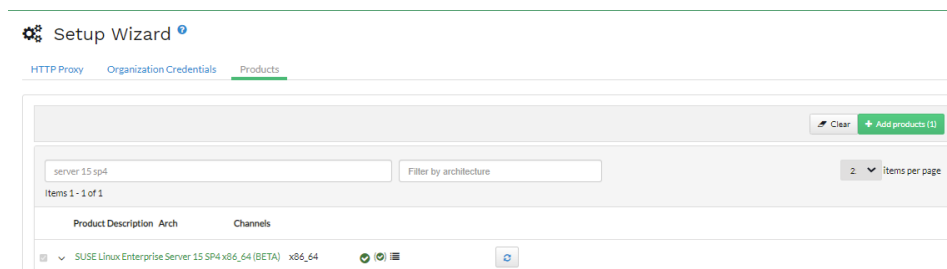 Setup Wizard ?
HTTP Proxy Organization Credentials Products
Clear + Add products (1)
server 15 sp4 Filter by architecture 2 items per page
Items 1 - 1 of 1
Product Description Arch Channels
SUSE Linux Enterprise Server 15 SP4 x86_64 (BETA) x86_64